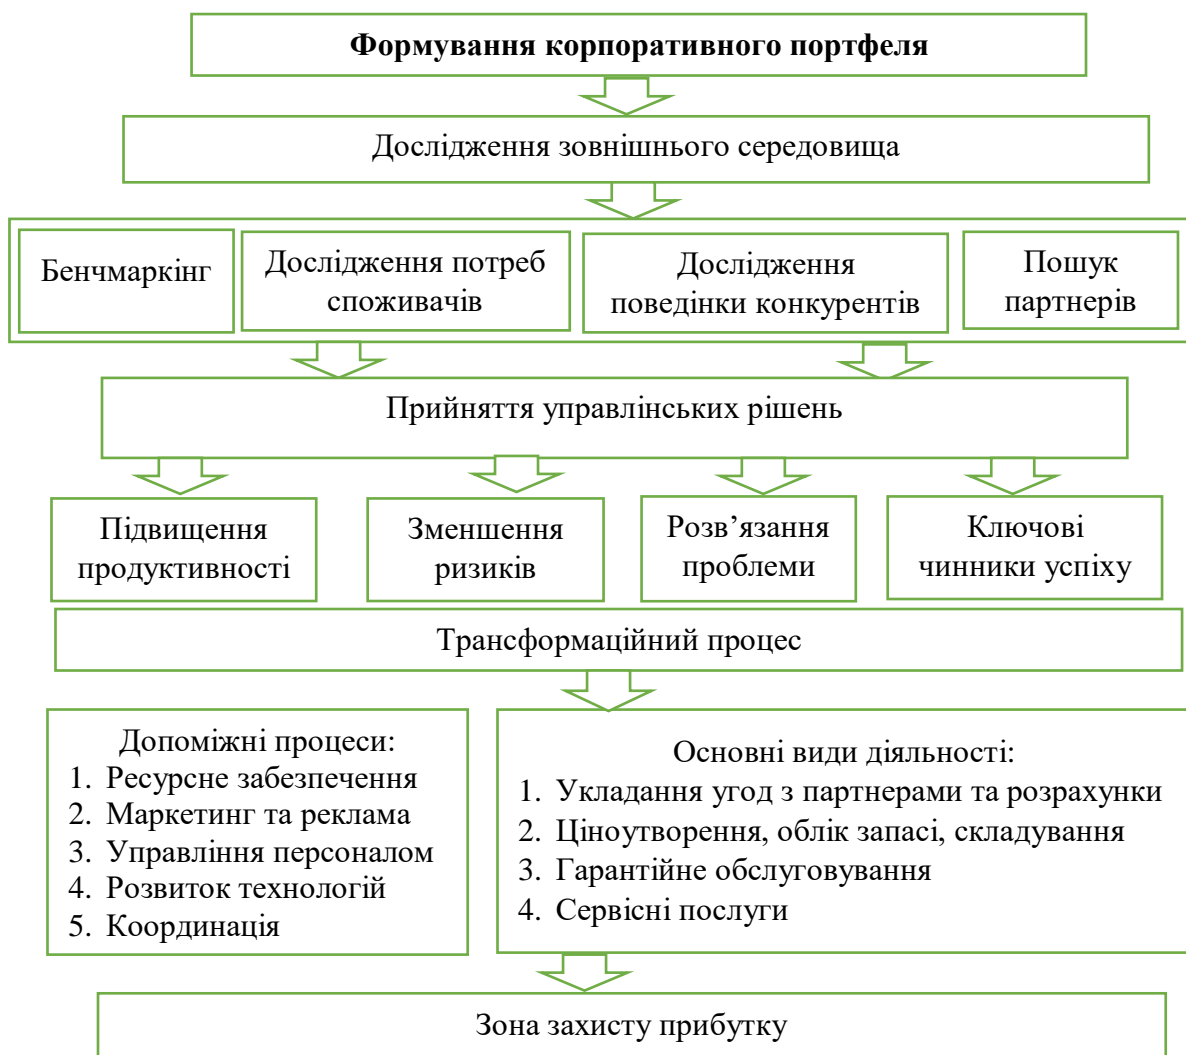 Формування корпоративного портфеля
Дослідження зовнішнього середовища
Бенчмаркінг
Дослідження потреб
споживачів
Дослідження
поведінки конкурентів
Пошук
партнерів
Прийняття управлінських рішень
Підвищення
продуктивності
Зменшення
ризиків
Розв’язання
проблеми
Ключові
чинники успіху
Трансформаційний процес
Допоміжні процеси:
1. Ресурсне забезпечення
2. Маркетинг та реклама
3. Управління персоналом
4. Розвиток технологій
5. Координація
Основні види діяльності:
1. Укладання угод з партнерами та розрахунки
2. Ціноутворення, облік запасі, складування
3. Гарантійне обслуговування
4. Сервісні послуги
Зона захисту прибутку